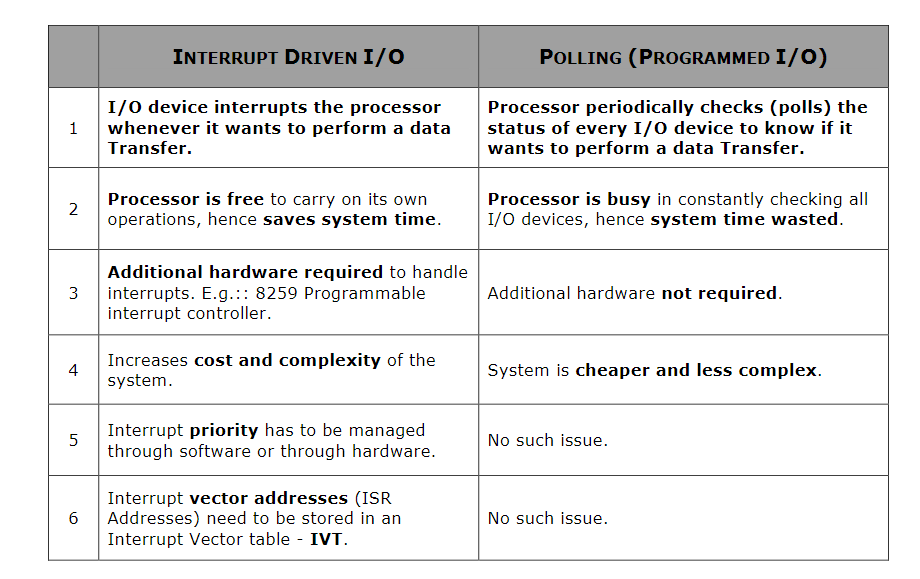 INTERRUPT DRIVEN I/O
POLLING (PROGRAMMED I/O)
1
I/O device interrupts the processor
whenever it wants to perform a data
Transfer.
Processor periodically checks (polls) the
status of every I/O device to know if it
wants to perform a data Transfer.
2
Processor is free to carry on its own
operations, hence saves system time.
Processor is busy in constantly checking all
I/O devices, hence system time wasted.
3
Additional hardware required to handle
interrupts. E.g.:: 8259 Programmable
interrupt controller.
Additional hardware not required.
4
Increases cost and complexity of the
system.
System is cheaper and less complex.
5
Interrupt priority has to be managed
through software or through hardware.
No such issue.
6
Interrupt vector addresses (ISR
Addresses) need to be stored in an
Interrupt Vector table - IVT.
No such issue.